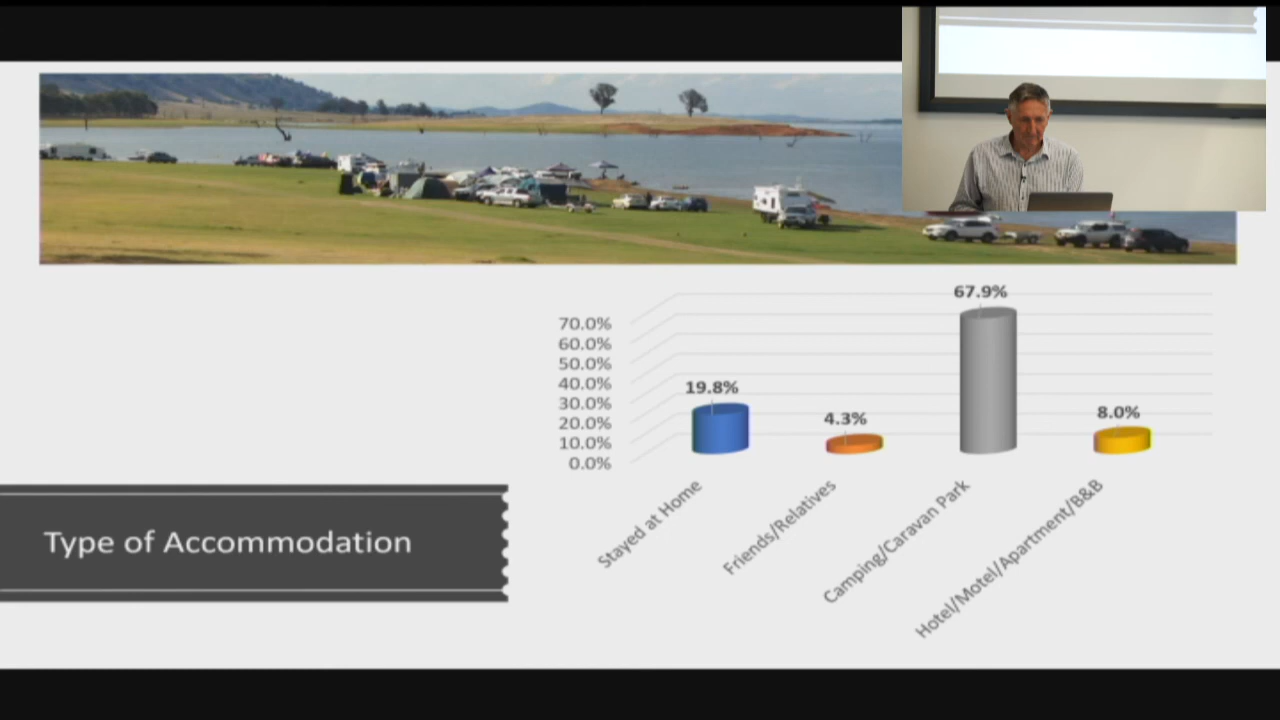 67.9%
70.0%
60.0%
50.0%
40.0%
30.0%
20.0%
10.0%
0.0%
19.8%
4.3%
8.0%
Stayed at Home
Friends/Relatives
Camping/Caravan Park
Hotel/Motel/Apartment/B&B
Type of Accommodation